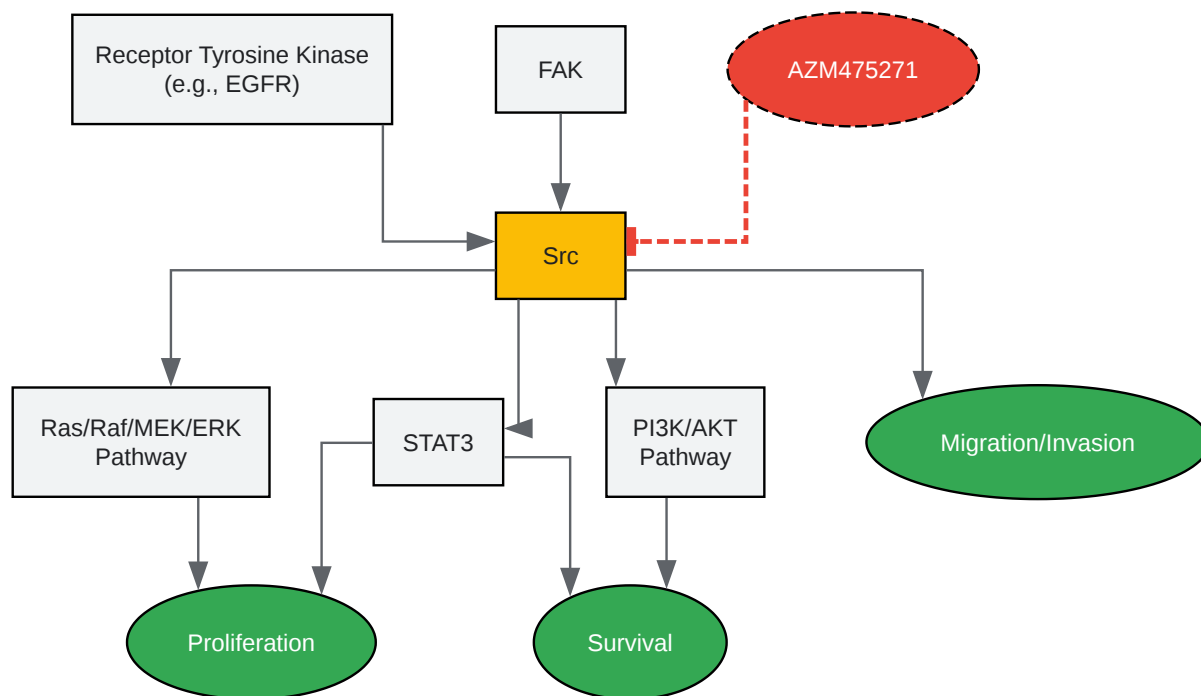 Receptor Tyrosine Kinase
(e.g., EGFR)
FAK
AZM475271
Src
Ras/Raf/MEK/ERK
Pathway
STAT3
PI3K/AKT
Pathway
Migration/Invasion
Proliferation
Survival